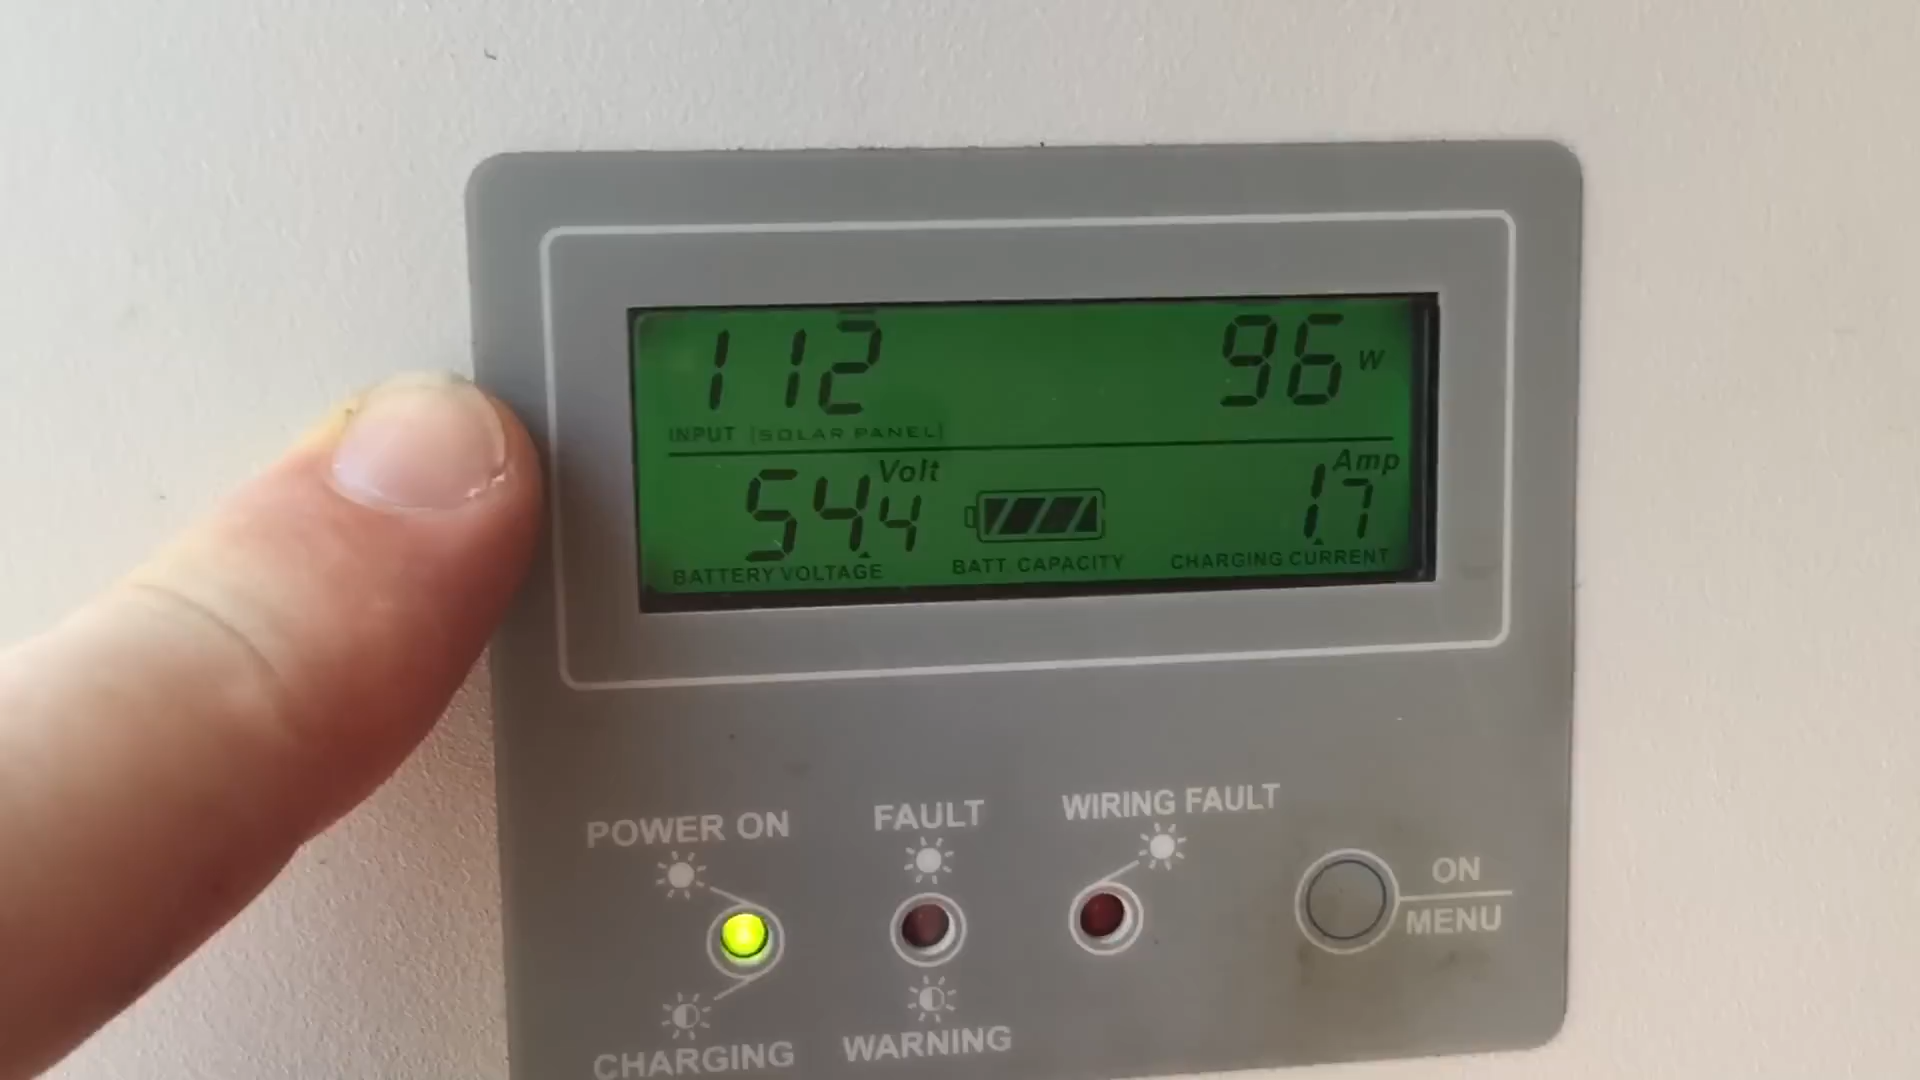 112 96 W
INPUT SOLAR PANEL
54.4 Volt 1.7 Amp
BATTERY VOLTAGE BATT CAPACITY CHARGING CURRENT
POWER ON FAULT WIRING FAULT
ON
MENU
CHARGING WARNING